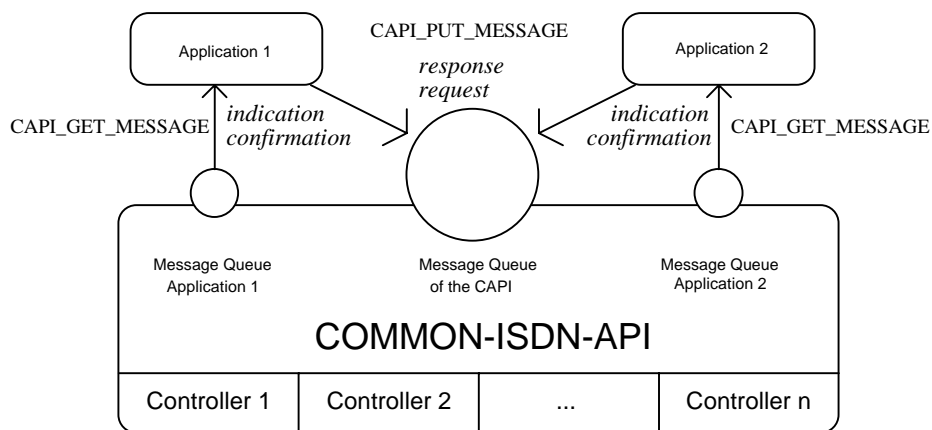 Application 1
CAPI_PUT_MESSAGE
Application 2
response
request
CAPI_GET_MESSAGE
indication
confirmation
indication
confirmation
CAPI_GET_MESSAGE
Message Queue
Application 1
Message Queue
of the CAPI
Message Queue
Application 2
COMMON-ISDN-API
Controller 1
Controller 2
...
Controller n